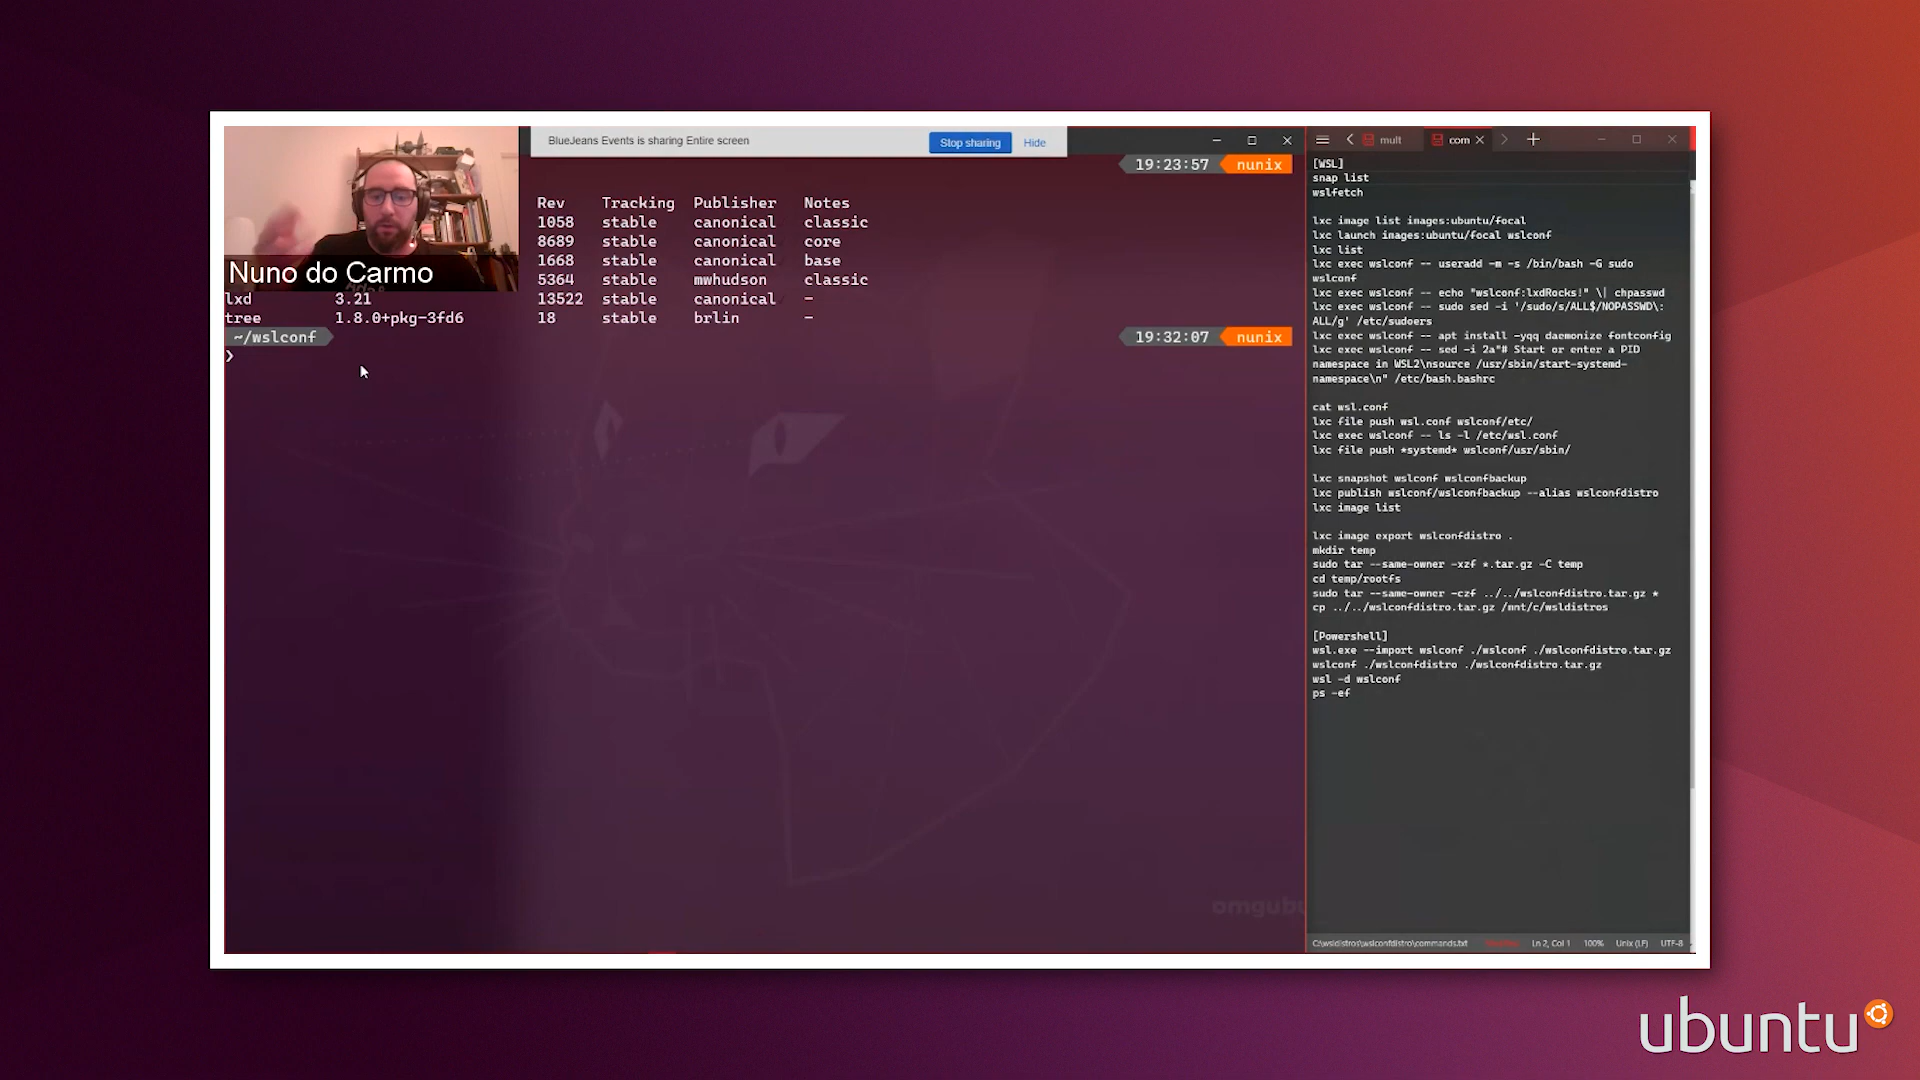 BlueJeans Events is sharing Entire screen
Stop sharing
Hide
19:23:57 nunix
Rev Tracking Publisher Notes
1058 stable canonical classic
8689 stable canonical core
1668 stable canonical base
5364 stable mwhudson classic
Nuno do Carmo
lxd 3.21 13522 stable canonical -
tree 1.8.0+pkg-3fd6 18 stable brlin -
~/wslconf 19:32:07 nunix
❯
omgubu
mult
com
[WSL]
snap list
wslfetch
lxc image list images:ubuntu/focal
lxc launch images:ubuntu/focal wslconf
lxc list
lxc exec wslconf -- useradd -m -s /bin/bash -G sudo
wslconf
lxc exec wslconf -- echo "wslconf:lxdRocks!" \| chpasswd
lxc exec wslconf -- sudo sed -i '/sudo/s/ALL$/NOPASSWD\:
ALL/g' /etc/sudoers
lxc exec wslconf -- apt install -yqq daemonize fontconfig
lxc exec wslconf -- sed -i 2a"# Start or enter a PID
namespace in WSL2\nsource /usr/sbin/start-systemd-
namespace\n" /etc/bash.bashrc
cat wsl.conf
lxc file push wsl.conf wslconf/etc/
lxc exec wslconf -- ls -l /etc/wsl.conf
lxc file push *systemd* wslconf/usr/sbin/
lxc snapshot wslconf wslconfbackup
lxc publish wslconf/wslconfbackup --alias wslconfdistro
lxc image list
lxc image export wslconfdistro .
mkdir temp
sudo tar --same-owner -xzf *.tar.gz -C temp
cd temp/rootfs
sudo tar --same-owner -czf ../../wslconfdistro.tar.gz *
cp ../../wslconfdistro.tar.gz /mnt/c/wsldistros
[Powershell]
wsl.exe --import wslconf ./wslconf ./wslconfdistro.tar.gz
wslconf ./wslconfdistro ./wslconfdistro.tar.gz
wsl -d wslconf
ps -ef
C:\wsldistros\wslconfdistro\commands.txt Ln 2, Col 1 100% Unix (LF) UTF-8
ubuntu